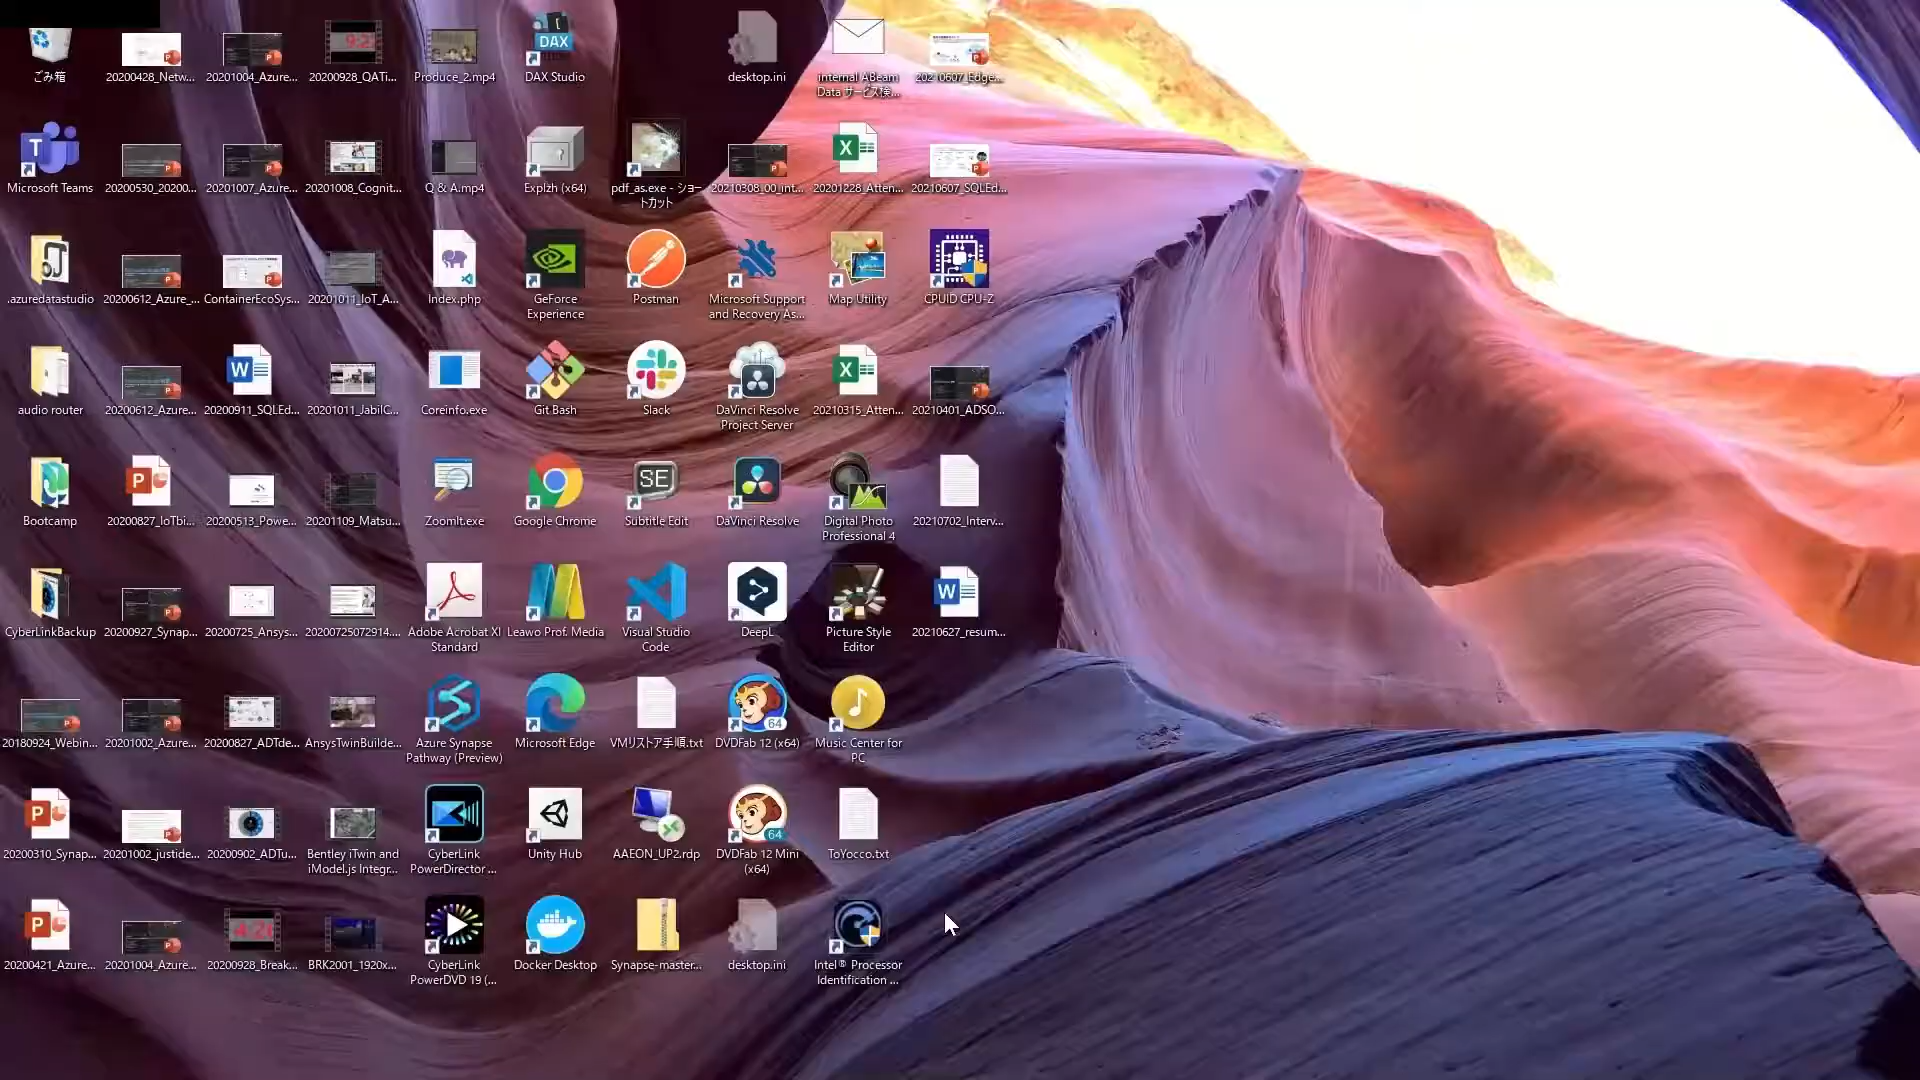 ごみ箱
20200428_Netw...
20201004_Azure...
20200928_QATi...
Produce_2.mp4
DAX Studio
desktop.ini
internal ABeam
Data サービス検...
20210607_Edge...
Microsoft Teams
20200530_20200...
20201007_Azure...
20201008_Cognit...
Q & A.mp4
Explzh (x64)
pdf_as.exe - ショー
トカット
20210308_00_int...
20201228_Atten...
20210607_SQLEd...
.azuredatastudio
20200612_Azure_...
ContainerEcoSys...
20201011_IoT_A...
Index.php
GeForce
Experience
Postman
Microsoft Support
and Recovery As...
Map Utility
CPUID CPU-Z
audio router
20200612_Azure...
20200911_SQLEd...
20201011_JabilC...
Coreinfo.exe
Git Bash
Slack
DaVinci Resolve
Project Server
20210315_Atten...
20210401_ADSO...
Bootcamp
20200827_IoTbi...
20200513_Powe...
20201109_Matsu...
ZoomIt.exe
Google Chrome
Subtitle Edit
DaVinci Resolve
Digital Photo
Professional 4
20210702_Interv...
CyberLinkBackup
20200927_Synap...
20200725_Ansys...
20200725072914....
Adobe Acrobat XI
Standard
Leawo Prof. Media
Visual Studio
Code
DeepL
Picture Style
Editor
20210627_resum...
20180924_Webin...
20201002_Azure...
20200827_ADTde...
AnsysTwinBuilde...
Azure Synapse
Pathway (Preview)
Microsoft Edge
VMリストア手順.txt
DVDFab 12 (x64)
Music Center for
PC
20200310_Synap...
20201002_justide...
20200902_ADTu...
Bentley iTwin and
iModel.js Integr...
CyberLink
PowerDirector ...
Unity Hub
AAEON_UP2.rdp
DVDFab 12 Mini
(x64)
ToYocco.txt
20200421_Azure...
20201004_Azure...
20200928_Break...
BRK2001_1920x...
CyberLink
PowerDVD 19 (...
Docker Desktop
Synapse-master...
desktop.ini
Intel® Processor
Identification ...